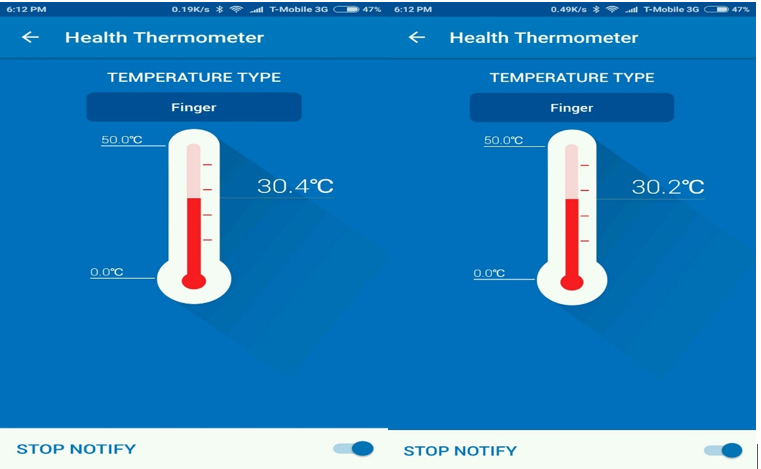 6:12 PM 0.19K/s T-Mobile 3G 47%
Health Thermometer
TEMPERATURE TYPE
Finger
50.0℃
30.4℃
0.0℃
STOP NOTIFY
6:12 PM 0.49K/s T-Mobile 3G 47%
Health Thermometer
TEMPERATURE TYPE
Finger
50.0℃
30.2℃
0.0℃
STOP NOTIFY